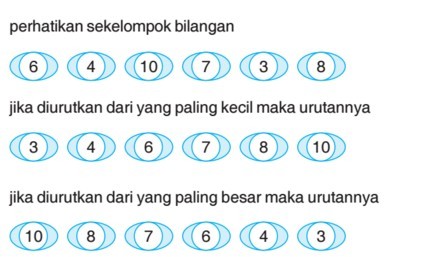 perhatikan sekelompok bilangan
6 4 10 7 3 8
jika diurutkan dari yang paling kecil maka urutannya
3 4 6 7 8 10
jika diurutkan dari yang paling besar maka urutannya
10 8 7 6 4 3